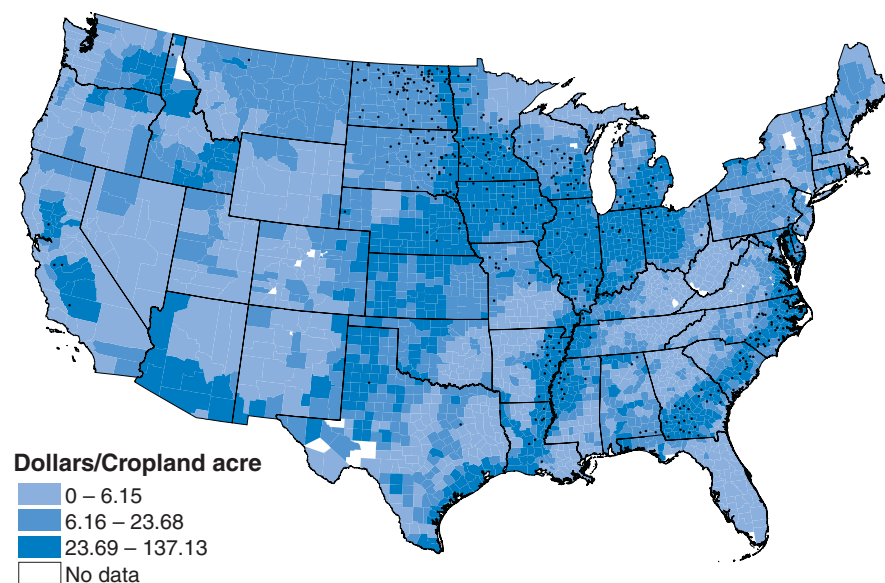 Dollars/Cropland acre
0 – 6.15
6.16 – 23.68
23.69 – 137.13
No data